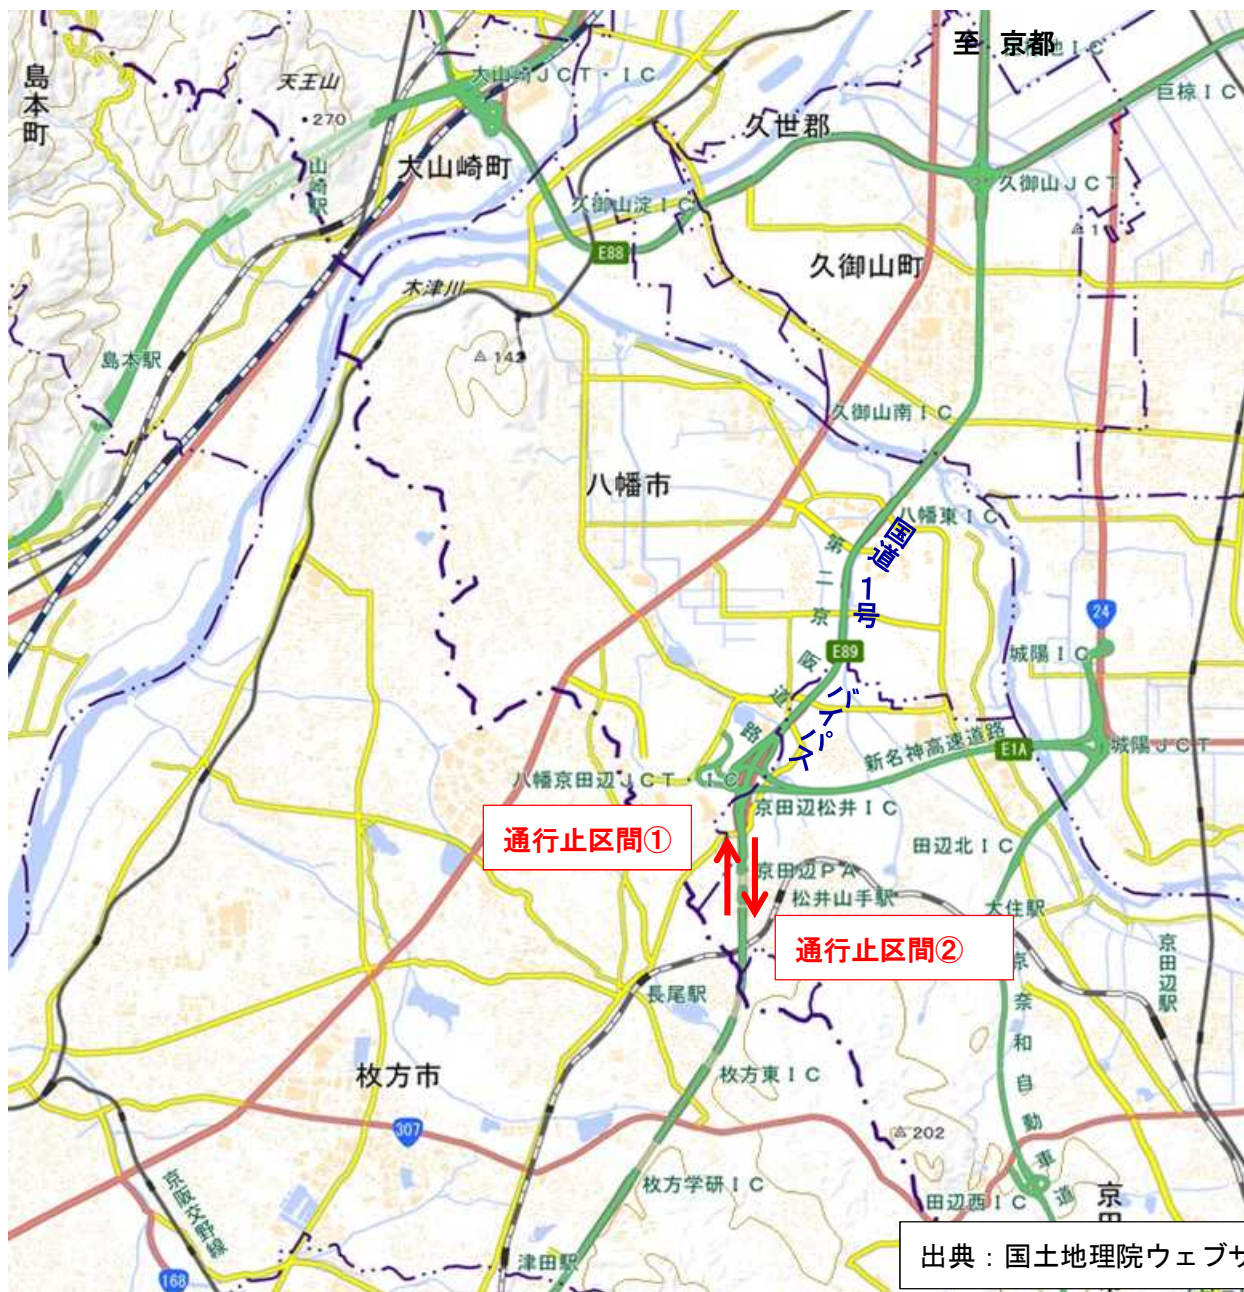 至 京都
島本町
天王山
・270
大山崎JCT・IC
巨椋IC
久世郡
大山崎町
山崎駅
久御山淀IC
久御山JCT
E88
久御山町
木津川
島本駅
142
久御山南IC
八幡市
八幡東IC
国道1号
バイパス
第二京阪道路
24
E89
城陽IC
新名神高速道路
E1A
城陽JCT
八幡京田辺JCT・IC
京田辺松井IC
通行止区間①
田辺北IC
京田辺PA
松井山手駅
大住駅
通行止区間②
京田辺駅
長尾駅
京奈和自動車道
枚方市
枚方東IC
307
202
枚方学研IC
田辺西IC
京阪交野線
津田駅
168
出典：国土地理院ウェブサ